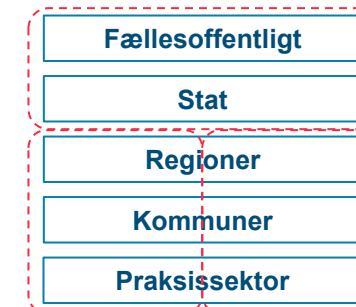 Fællesoffentligt
Stat
Regioner
Kommuner
Praksissektor